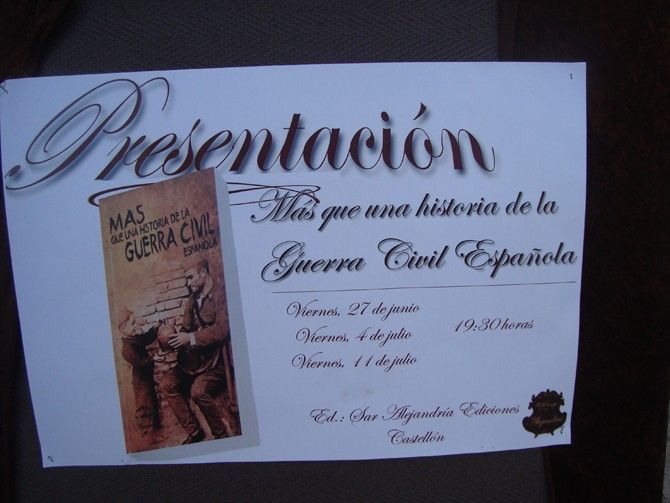 Presentación
Más que una historia de la
Guerra Civil Española
MAS
QUE UNA HISTORIA DE LA
GUERRA CIVIL
ESPAÑOLA
Viernes, 27 de junio
Viernes, 4 de julio
19:30 horas
Viernes, 11 de julio
Ed.: Sar Alejandría Ediciones
Castellón
Alejandría